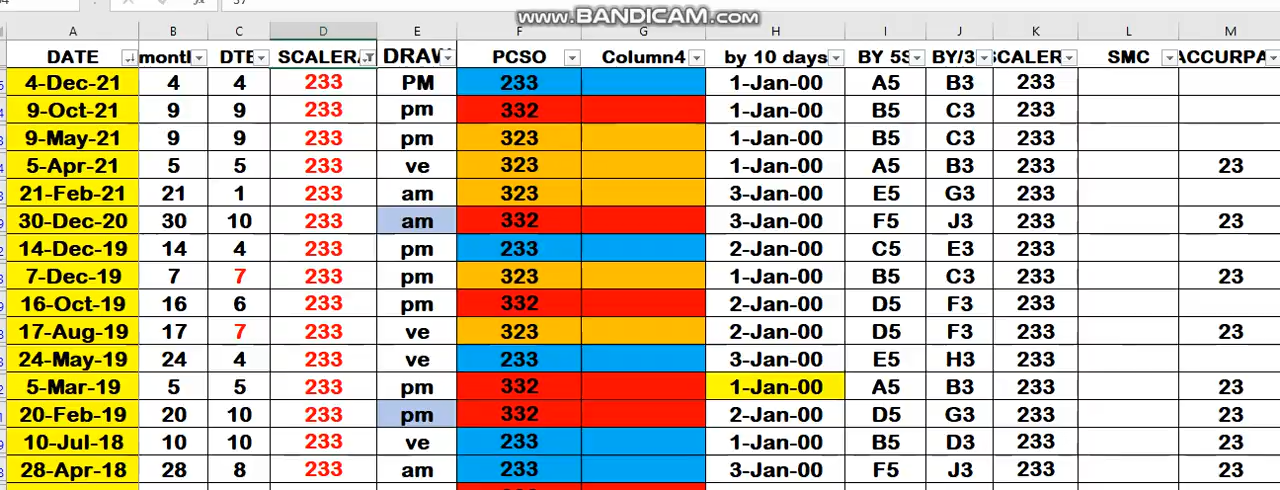 www.BANDICAM.com
A B C D E F G H I J K L M
DATE month DTE SCALERA DRAW PCSO Column4 by 10 days BY 5S BY/3 SCALER SMC ACCURPA
4-Dec-21 4 4 233 PM 233 1-Jan-00 A5 B3 233
9-Oct-21 9 9 233 pm 332 1-Jan-00 B5 C3 233
9-May-21 9 9 233 pm 323 1-Jan-00 B5 C3 233
5-Apr-21 5 5 233 ve 323 1-Jan-00 A5 B3 233 23
21-Feb-21 21 1 233 am 323 3-Jan-00 E5 G3 233
30-Dec-20 30 10 233 am 332 3-Jan-00 F5 J3 233 23
14-Dec-19 14 4 233 pm 233 2-Jan-00 C5 E3 233
7-Dec-19 7 7 233 pm 323 1-Jan-00 B5 C3 233 23
16-Oct-19 16 6 233 pm 332 2-Jan-00 D5 F3 233
17-Aug-19 17 7 233 ve 323 2-Jan-00 D5 F3 233 23
24-May-19 24 4 233 ve 233 3-Jan-00 E5 H3 233
5-Mar-19 5 5 233 pm 332 1-Jan-00 A5 B3 233 23
20-Feb-19 20 10 233 pm 332 2-Jan-00 D5 G3 233 23
10-Jul-18 10 10 233 ve 233 1-Jan-00 B5 D3 233 23
28-Apr-18 28 8 233 am 233 3-Jan-00 F5 J3 233 23